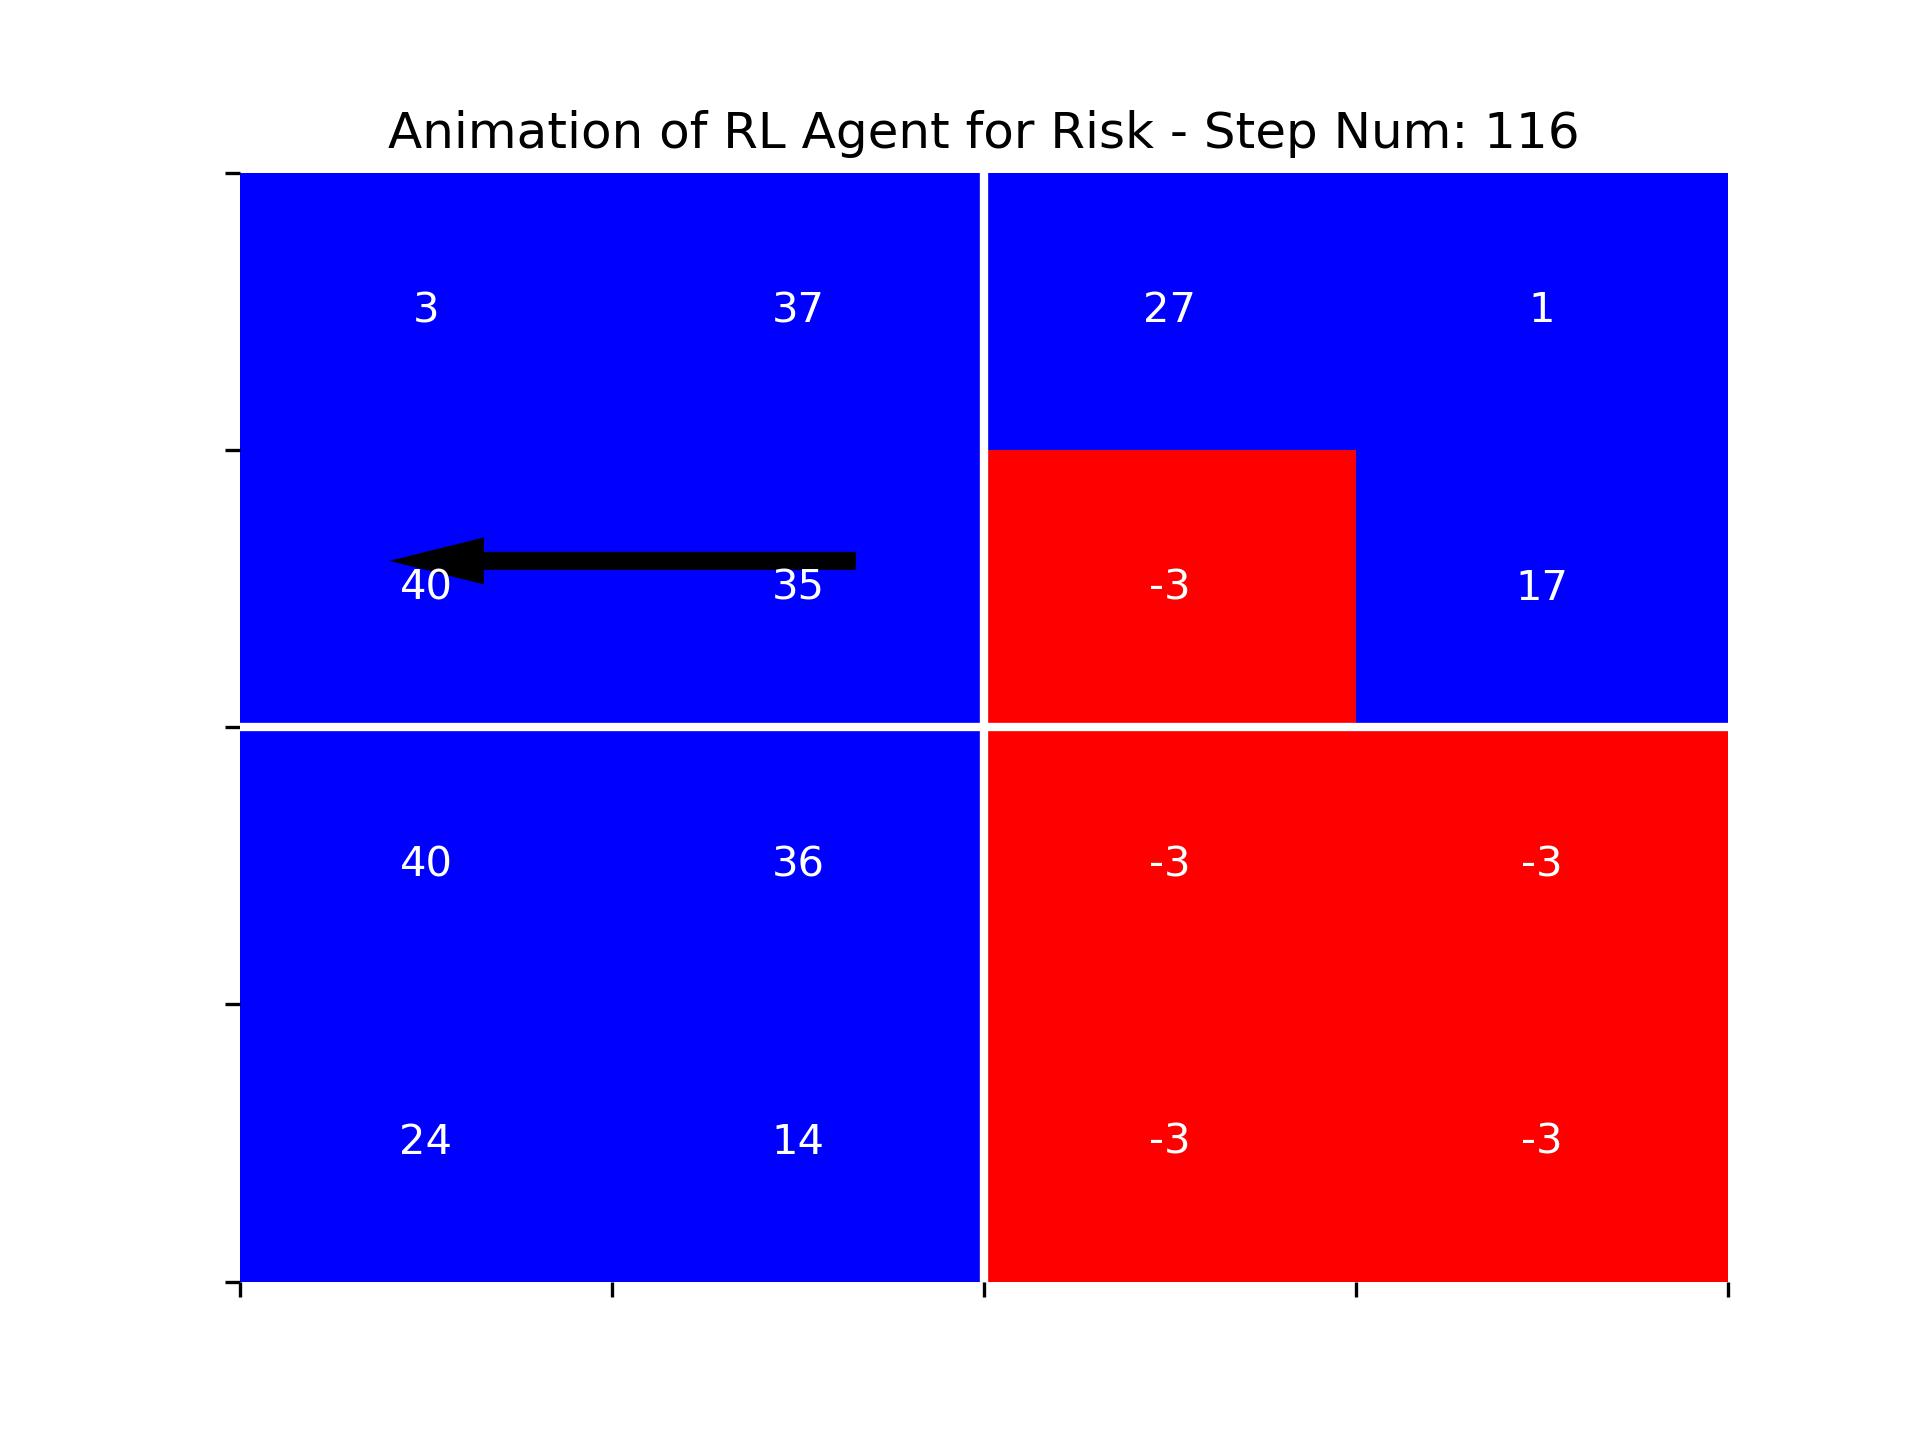 Animation of RL Agent for Risk - Step Num: 116
3 37 27 1
40 35 -3 17
40 36 -3 -3
24 14 -3 -3